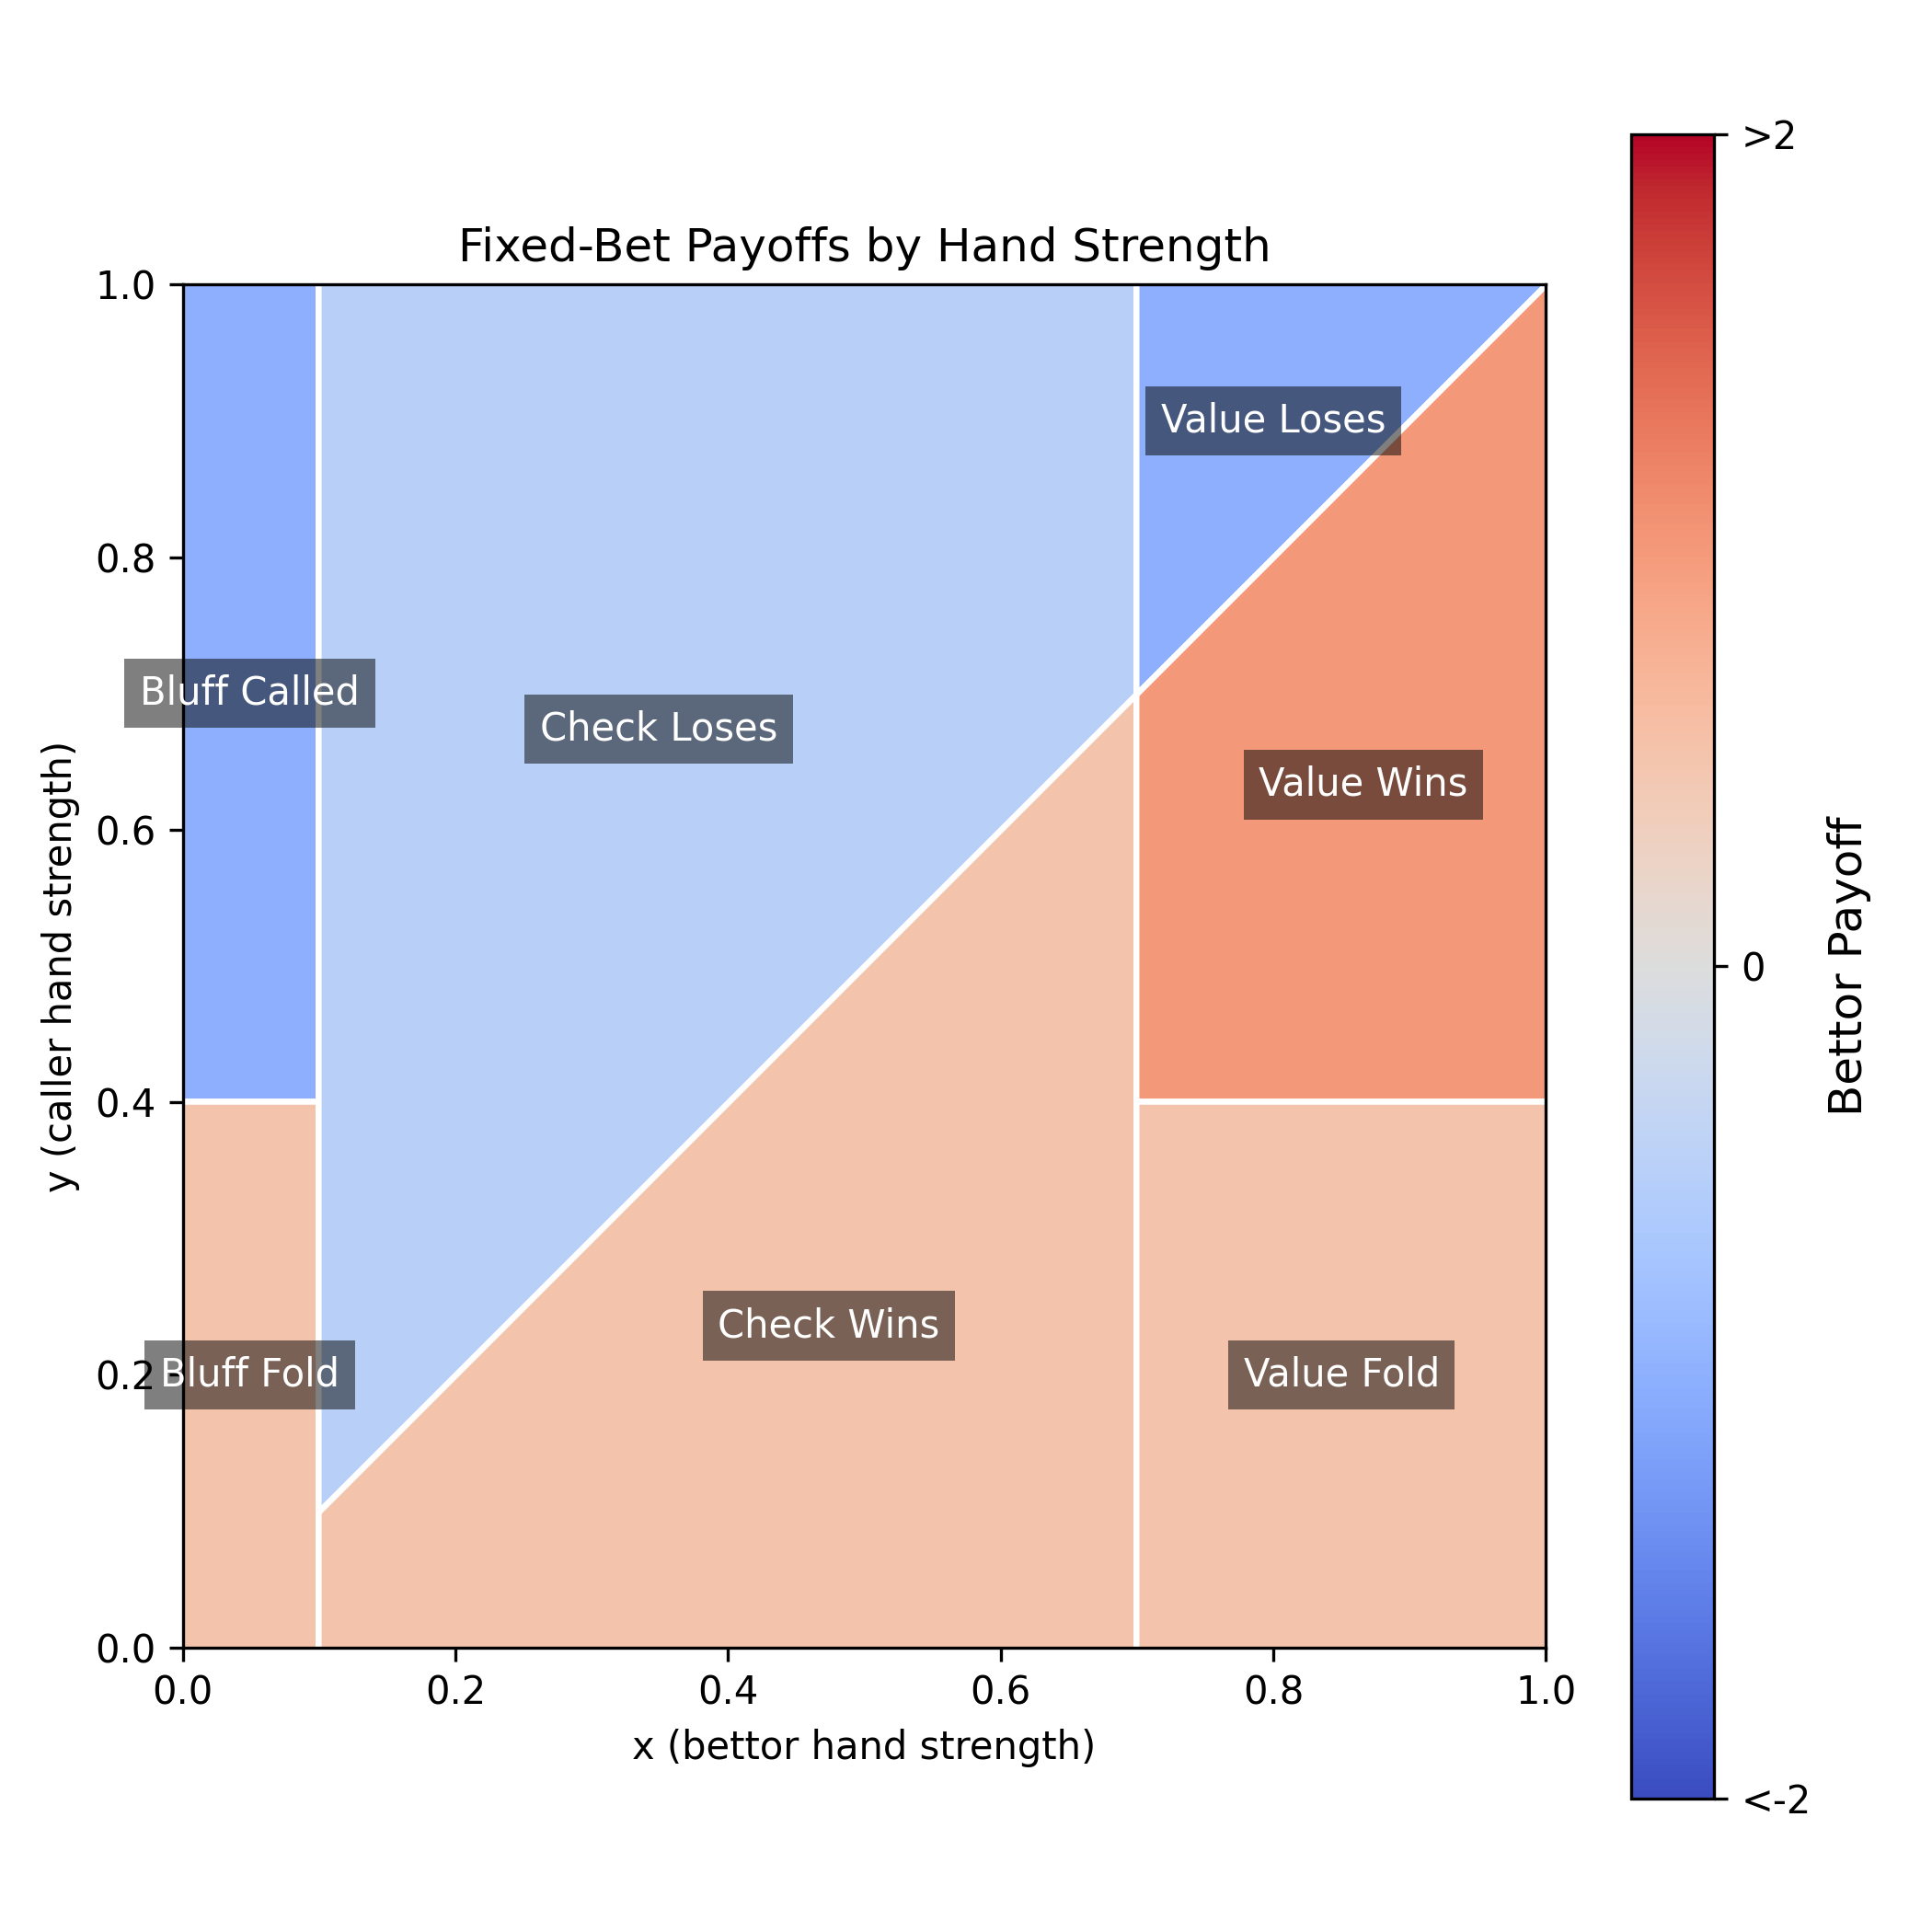 Fixed-Bet Payoffs by Hand Strength
>2
1.0
Value Loses
0.8
Bluff Called
Check Loses
Value Wins
0.6
y (caller hand strength)
0
Bettor Payoff
0.4
Check Wins
0.2
Bluff Fold
Value Fold
0.0
0.0
0.2
0.4
0.6
0.8
1.0
x (bettor hand strength)
<-2